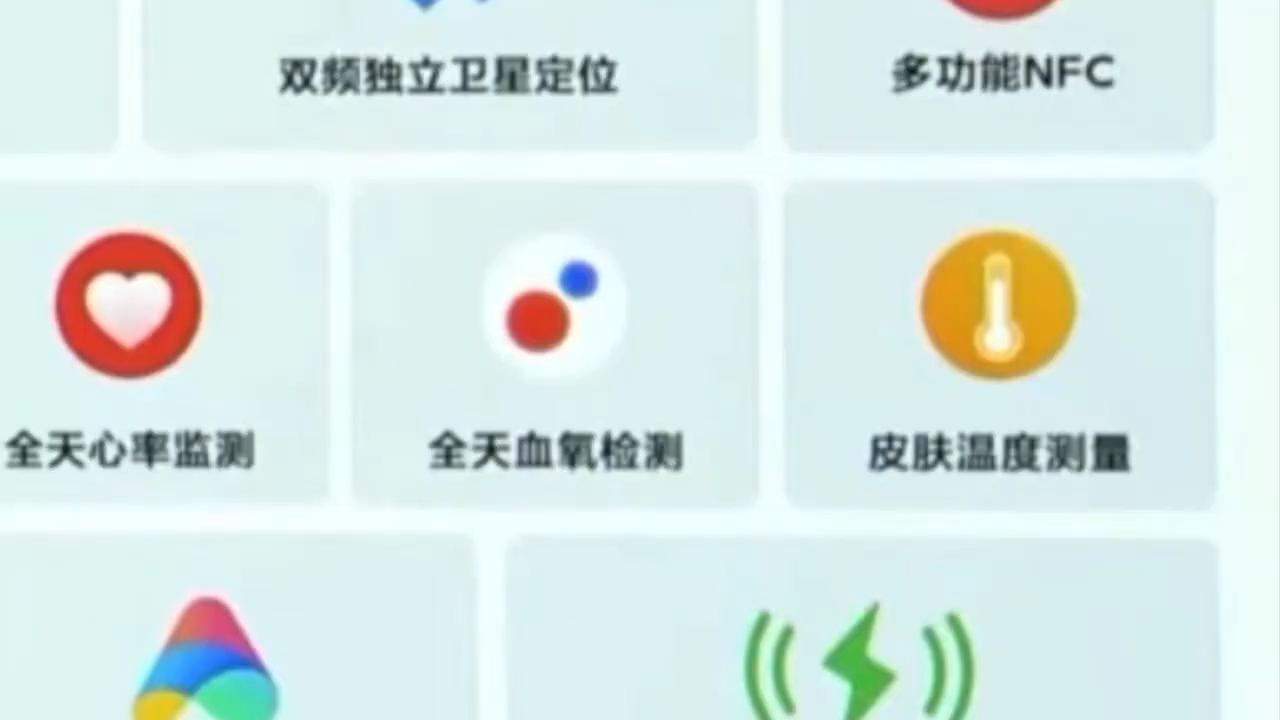 双频独立卫星定位
多功能NFC
全天心率监测
全天血氧检测
皮肤温度测量